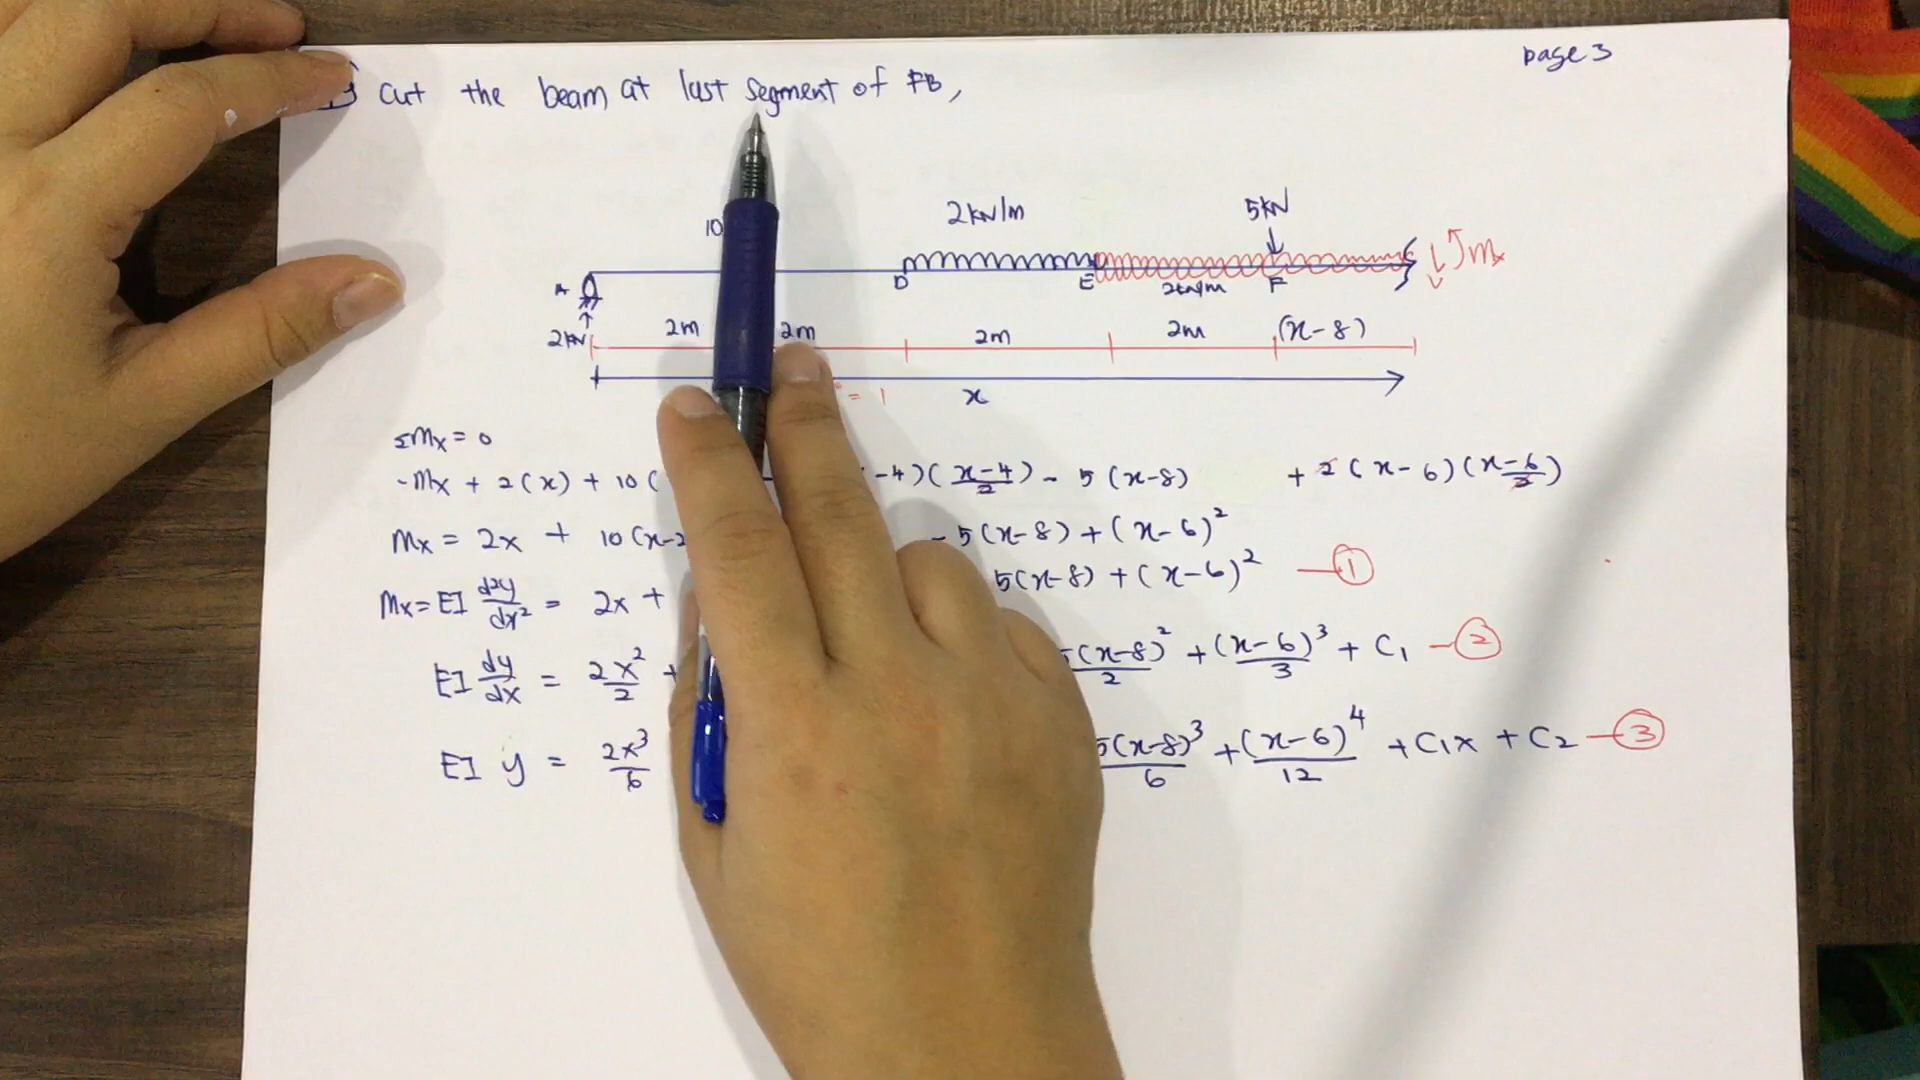 page 3
cut the beam at last segment of FB,
2kN/m
5kN
10
Mx
A
D
E
2kN/m
F
2kN
2m
2m
2m
2m
(x-8)
= 1
x
ΣMx = 0
-Mx + 2(x) + 10(
-4)(x-4/2) - 5(x-8) + 2(x-6)(x-6/2)
Mx = 2x + 10(x-2
- 5(x-8) + (x-6)²
Mx = EI d²y/dx² = 2x +
5(x-8) + (x-6)² — ①
EI dy/dx = 2x²/2 +
5(x-8)²/2 + (x-6)³/3 + C₁ — ②
EI y = 2x³/6
5(x-8)³/6 + (x-6)⁴/12 + C₁x + C₂ — ③